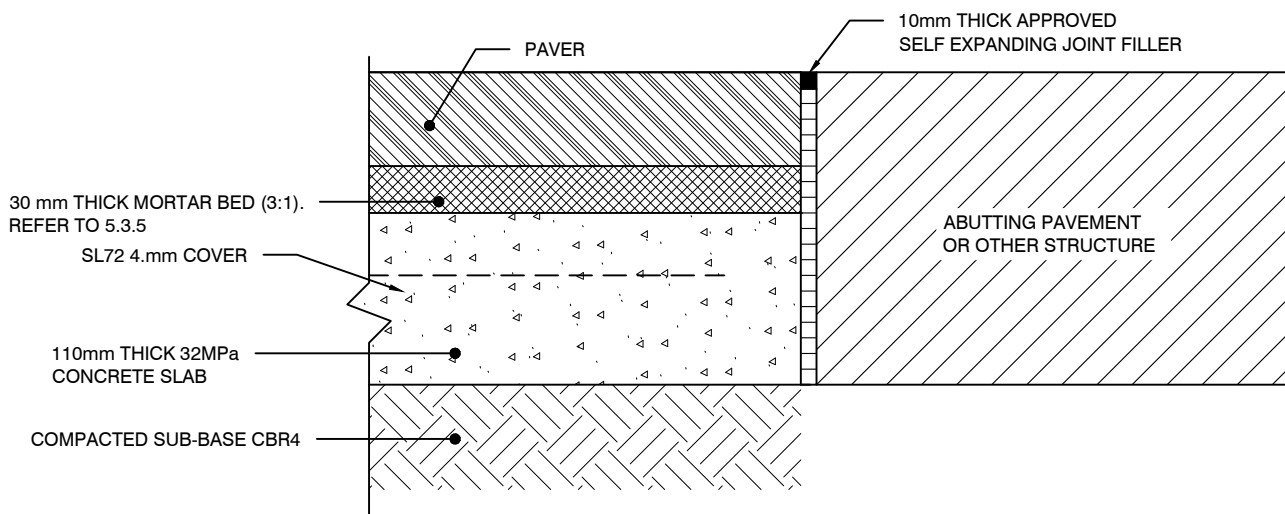 10mm THICK APPROVED
SELF EXPANDING JOINT FILLER
PAVER
30 mm THICK MORTAR BED (3:1).
REFER TO 5.3.5
ABUTTING PAVEMENT
OR OTHER STRUCTURE
SL72 4.mm COVER
110mm THICK 32MPa
CONCRETE SLAB
COMPACTED SUB-BASE CBR4